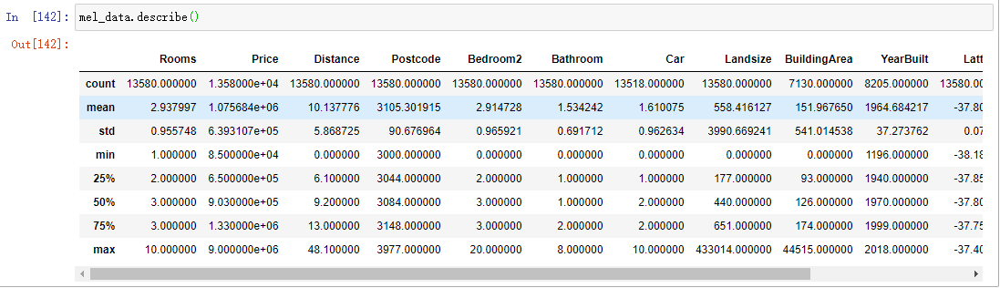 In [142]: mel_data.describe()
Out[142]:
Rooms Price Distance Postcode Bedroom2 Bathroom Car Landsize BuildingArea YearBuilt Latt
count 13580.000000 1.358000e+04 13580.000000 13580.000000 13580.000000 13580.000000 13518.000000 13580.000000 7130.000000 8205.000000 13580.00
mean 2.937997 1.075684e+06 10.137776 3105.301915 2.914728 1.534242 1.610075 558.416127 151.967650 1964.684217 -37.80
std 0.955748 6.393107e+05 5.868725 90.676964 0.965921 0.691712 0.962634 3990.669241 541.014538 37.273762 0.07
min 1.000000 8.500000e+04 0.000000 3000.000000 0.000000 0.000000 0.000000 0.000000 0.000000 1196.000000 -38.18
25% 2.000000 6.500000e+05 6.100000 3044.000000 2.000000 1.000000 1.000000 177.000000 93.000000 1940.000000 -37.85
50% 3.000000 9.030000e+05 9.200000 3084.000000 3.000000 1.000000 2.000000 440.000000 126.000000 1970.000000 -37.80
75% 3.000000 1.330000e+06 13.000000 3148.000000 3.000000 2.000000 2.000000 651.000000 174.000000 1999.000000 -37.75
max 10.000000 9.000000e+06 48.100000 3977.000000 20.000000 8.000000 10.000000 433014.000000 44515.000000 2018.000000 -37.40